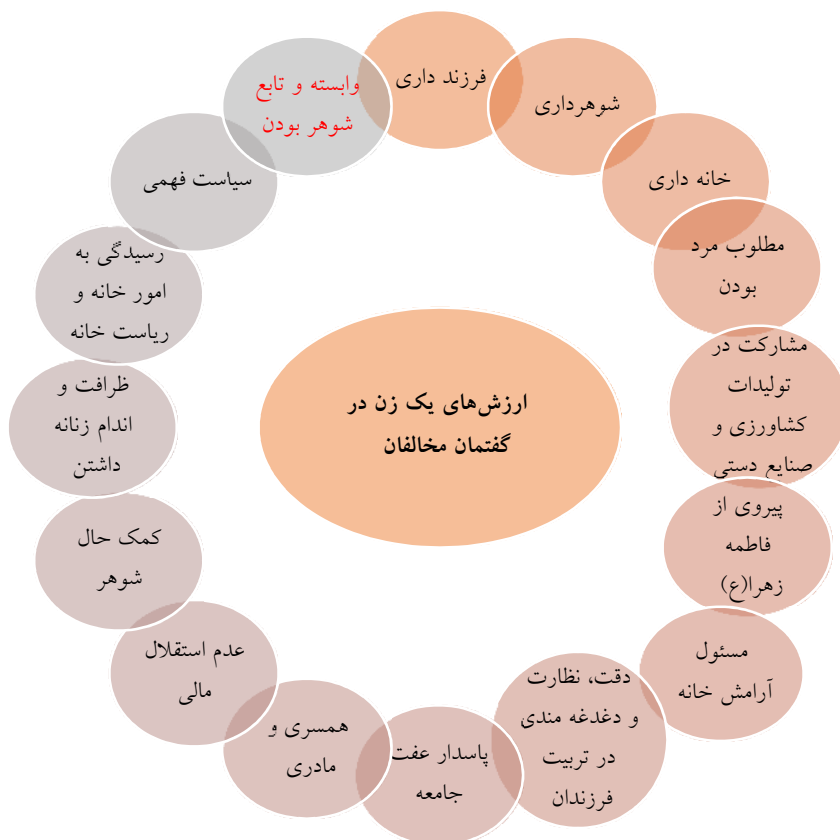 ارزش‌های یک زن در
گفتمان مخالفان
فرزند داری
شوهرداری
خانه داری
مطلوب مرد
بودن
مشارکت در
تولیدات
کشاورزی و
صنایع دستی
پیروی از
فاطمه
زهرا(ع)
مسئول
آرامش خانه
دقت، نظارت
و دغدغه مندی
در تربیت
فرزندان
پاسدار عفت
جامعه
همسری و
مادری
عدم استقلال
مالی
کمک حال
شوهر
ظرافت و
اندام زنانه
داشتن
رسیدگی به
امور خانه و
ریاست خانه
سیاست فهمی
وابسته و تابع
شوهر بودن